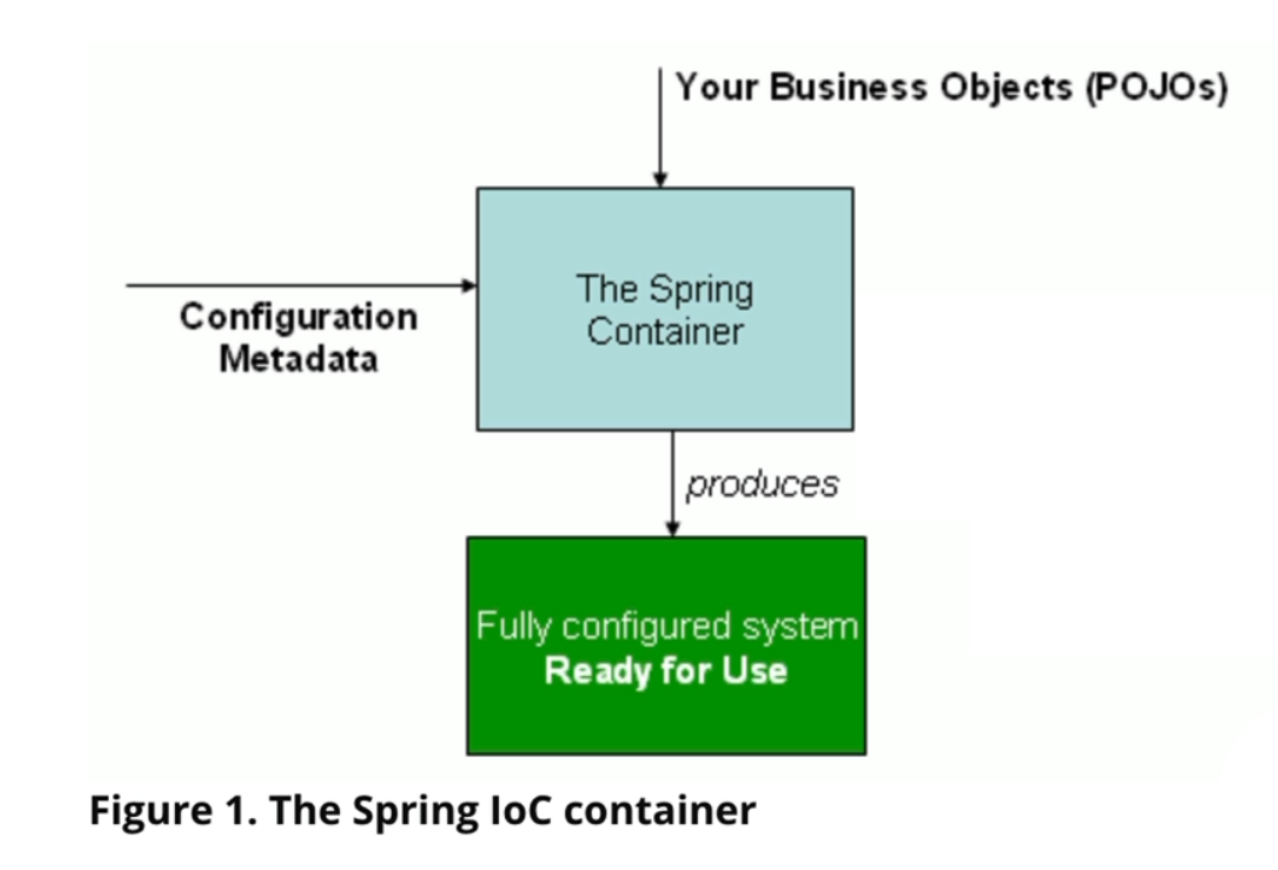 Your Business Objects (POJOs)
The Spring
Container
Configuration
Metadata
produces
Fully configured system
Ready for Use
Figure 1. The Spring IoC container